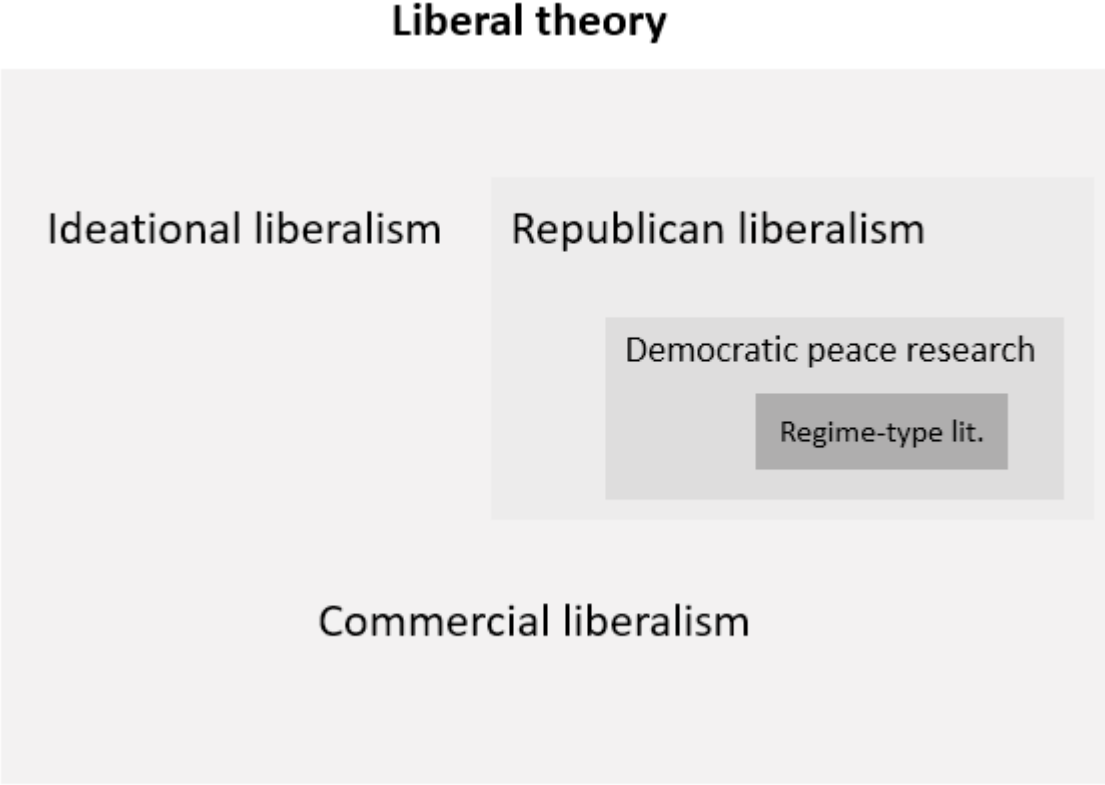 Liberal theory
Ideational liberalism
Republican liberalism
Democratic peace research
Regime-type lit.
Commercial liberalism